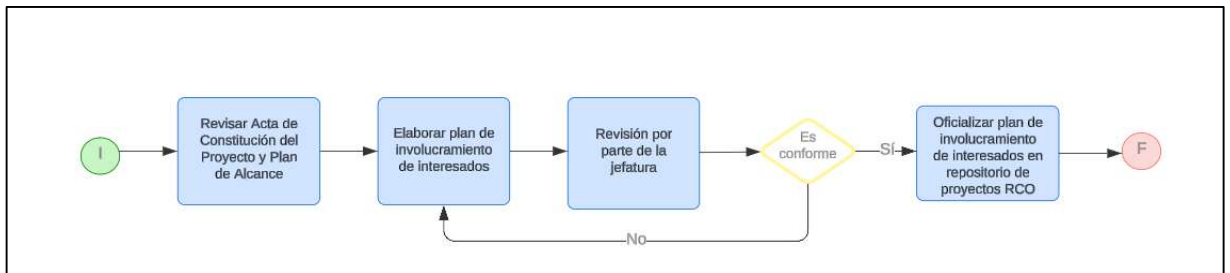 I
Revisar Acta de
Constitución del
Proyecto y Plan
de Alcance
Elaborar plan de
involucramiento
de interesados
Revisión por
parte de la
jefatura
Es
conforme
Sí
Oficializar plan de
involucramiento
de interesados en
repositorio de
proyectos RCO
F
No